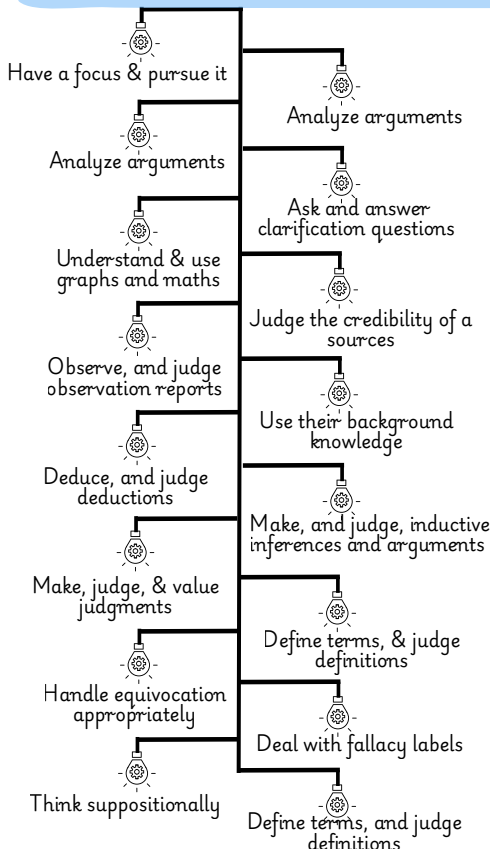 Have a focus & pursue it
Analyze arguments
Analyze arguments
Ask and answer
clarification questions
Understand & use
graphs and maths
Judge the credibility of a
sources
Observe, and judge
observation reports
Use their background
knowledge
Deduce, and judge
deductions
Make, and judge, inductive
inferences and arguments
Make, judge, & value
judgments
Define terms, & judge
definitions
Handle equivocation
appropriately
Deal with fallacy labels
Think suppositionally
Define terms, and judge
definitions